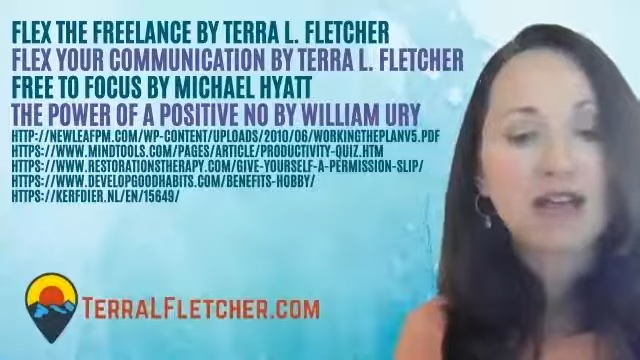 FLEX THE FREELANCE BY TERRA L. FLETCHER
FLEX YOUR COMMUNICATION BY TERRA L. FLETCHER
FREE TO FOCUS BY MICHAEL HYATT
THE POWER OF A POSITIVE NO BY WILLIAM URY
HTTP://NEWLEAFPM.COM/WP-CONTENT/UPLOADS/2010/06/WORKINGTHEPLANV5.PDF
HTTPS://WWW.MINDTOOLS.COM/PAGES/ARTICLE/PRODUCTIVITY-QUIZ.HTM
HTTPS://WWW.RESTORATIONSTHERAPY.COM/GIVE-YOURSELF-A-PERMISSION-SLIP/
HTTPS://WWW.DEVELOPGOODHABITS.COM/BENEFITS-HOBBY/
HTTPS://KERFDIER.NL/EN/15649/
TERRALFLETCHER.COM